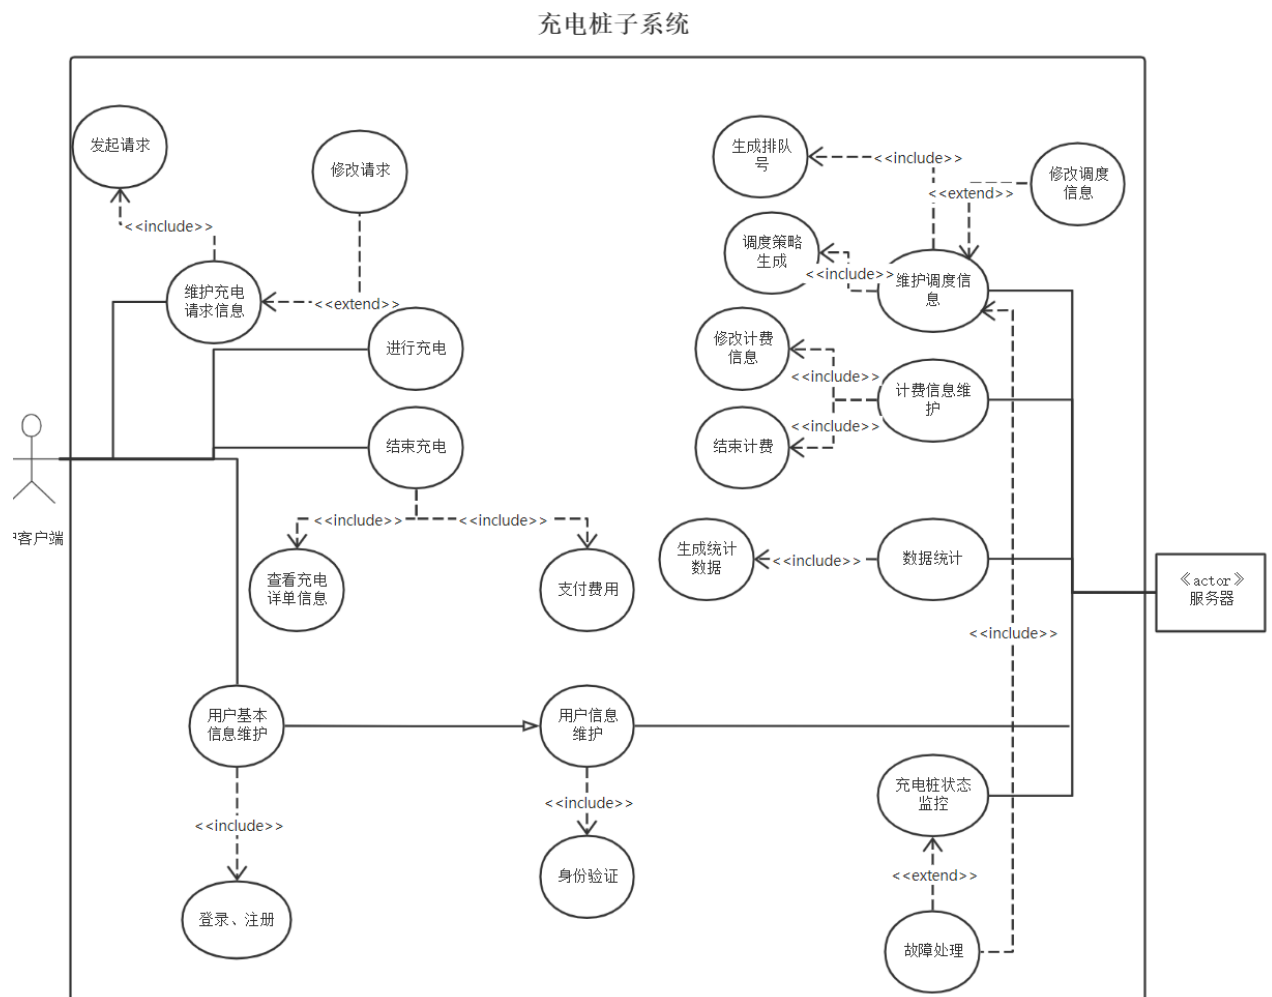 充电桩子系统
发起请求
修改请求
生成排队
号
<<include>>
修改调度
信息
<<extend>>
<<include>>
调度策略
生成
<<include>>
维护调度信
息
维护充电
请求信息
<<extend>>
进行充电
修改计费
信息
<<include>>
计费信息维
护
<<include>>
结束充电
结束计费
客户端
<<include>>
<<include>>
生成统计
数据
<<include>>
数据统计
查看充电
详单信息
支付费用
《actor》
服务器
<<include>>
用户基本
信息维护
用户信息
维护
充电桩状态
监控
<<include>>
<<include>>
<<extend>>
身份验证
登录、注册
故障处理